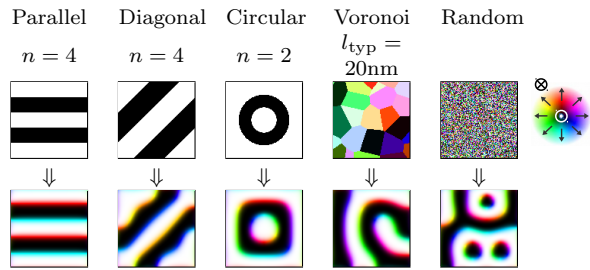 Parallel Diagonal Circular Voronoi Random
n = 4 n = 4 n = 2 l_typ =
20nm
⇓ ⇓ ⇓ ⇓ ⇓